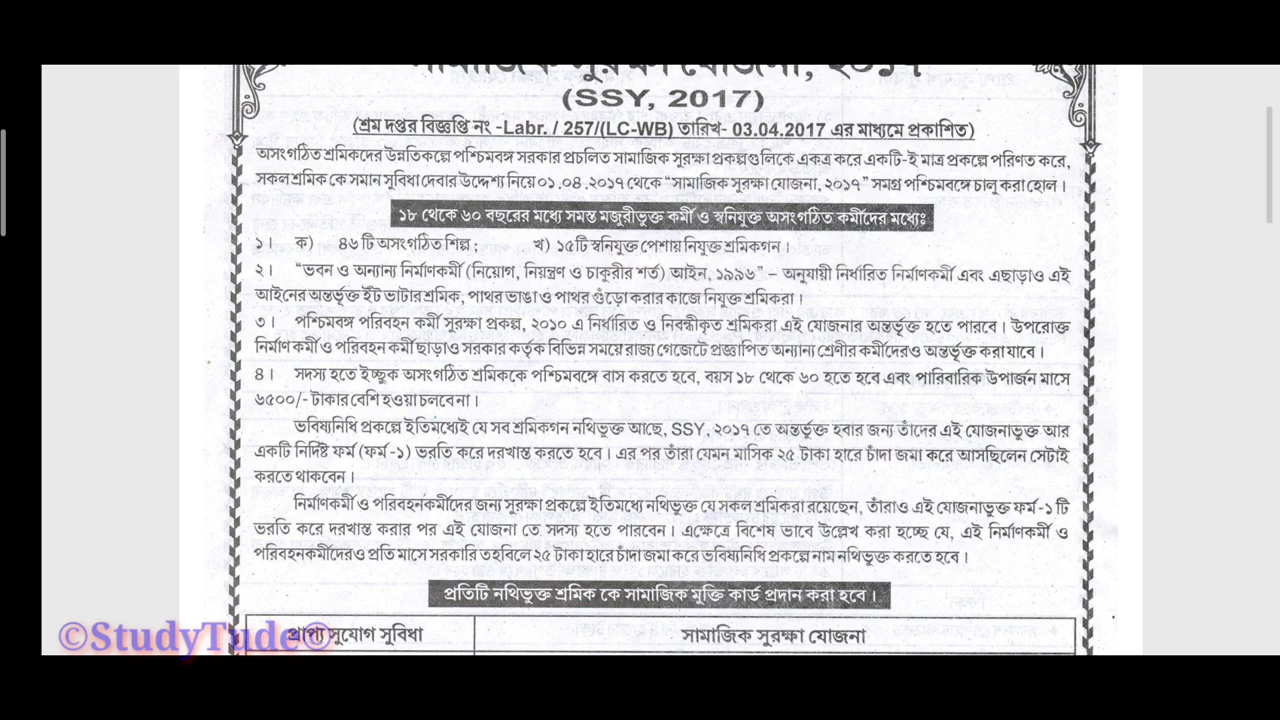 সামাজিক সুরক্ষা যোজনা, ২০১৭
(SSY, 2017)
(শ্রম দপ্তর বিজ্ঞপ্তি নং -Labr. / 257/(LC-WB) তারিখ- 03.04.2017 এর মাধ্যমে প্রকাশিত)
অসংগঠিত শ্রমিকদের উন্নতিকল্পে পশ্চিমবঙ্গ সরকার প্রচলিত সামাজিক সুরক্ষা প্রকল্পগুলিকে একত্র করে একটি-ই মাত্র প্রকল্পে পরিণত করে,
সকল শ্রমিক কে সমান সুবিধা দেবার উদ্দেশ্য নিয়ে ০১.০৪.২০১৭ থেকে “সামাজিক সুরক্ষা যোজনা, ২০১৭” সমগ্র পশ্চিমবঙ্গে চালু করা হোল।
১৮ থেকে ৬০ বছরের মধ্যে সমস্ত মজুরীভুক্ত কর্মী ও স্বনিযুক্ত অসংগঠিত কর্মীদের মধ্যেঃ
১। ক) ৪৬ টি অসংগঠিত শিল্প ; খ) ১৫টি স্বনিযুক্ত পেশায় নিযুক্ত শ্রমিকগন।
২। “ভবন ও অন্যান্য নির্মাণকর্মী (নিয়োগ, নিয়ন্ত্রণ ও চাকুরীর শর্ত) আইন, ১৯৯৬” – অনুযায়ী নির্ধারিত নির্মাণকর্মী এবং এছাড়াও এই
আইনের অন্তর্ভূক্ত ইঁট ভাটার শ্রমিক, পাথর ভাঙা ও পাথর গুঁড়ো করার কাজে নিযুক্ত শ্রমিকরা।
৩। পশ্চিমবঙ্গ পরিবহন কর্মী সুরক্ষা প্রকল্প, ২০১০ এ নির্ধারিত ও নিবন্ধীকৃত শ্রমিকরা এই যোজনার অন্তর্ভূক্ত হতে পারবে। উপরোক্ত
নির্মাণ কর্মী ও পরিবহন কর্মী ছাড়াও সরকার কর্তৃক বিভিন্ন সময়ে রাজ্য গেজেটে প্রজ্ঞাপিত অন্যান্য শ্রেণীর কর্মীদেরও অন্তর্ভূক্ত করা যাবে।
৪। সদস্য হতে ইচ্ছুক অসংগঠিত শ্রমিককে পশ্চিমবঙ্গে বাস করতে হবে, বয়স ১৮ থেকে ৬০ হতে হবে এবং পারিবারিক উপার্জন মাসে
৬৫০০/- টাকার বেশি হওয়া চলবে না।
ভবিষ্যনিধি প্রকল্পে ইতিমধ্যেই যে সব শ্রমিকগন নথিভুক্ত আছে, SSY, ২০১৭ তে অন্তর্ভূক্ত হবার জন্য তাঁদের এই যোজনাভুক্ত আর
একটি নির্দিষ্ট ফর্ম (ফর্ম -১) ভরতি করে দরখাস্ত করতে হবে। এর পর তাঁরা যেমন মাসিক ২৫ টাকা হারে চাঁদা জমা করে আসছিলেন সেটাই
করতে থাকবেন।
নির্মাণকর্মী ও পরিবহনকর্মীদের জন্য সুরক্ষা প্রকল্পে ইতিমধ্যে নথিভুক্ত যে সকল শ্রমিকরা রয়েছেন, তাঁরাও এই যোজনাভুক্ত ফর্ম -১ টি
ভরতি করে দরখাস্ত করার পর এই যোজনা তে সদস্য হতে পারবেন। এক্ষেত্রে বিশেষ ভাবে উল্লেখ করা হচ্ছে যে, এই নির্মাণকর্মী ও
পরিবহনকর্মীদেরও প্রতি মাসে সরকারি তহবিলে ২৫ টাকা হারে চাঁদা জমা করে ভবিষ্যনিধি প্রকল্পে নাম নথিভুক্ত করতে হবে।
প্রতিটি নথিভুক্ত শ্রমিক কে সামাজিক মুক্তি কার্ড প্রদান করা হবে।
প্রাপ্য সুযোগ সুবিধা সামাজিক সুরক্ষা যোজনা
©StudyTude©